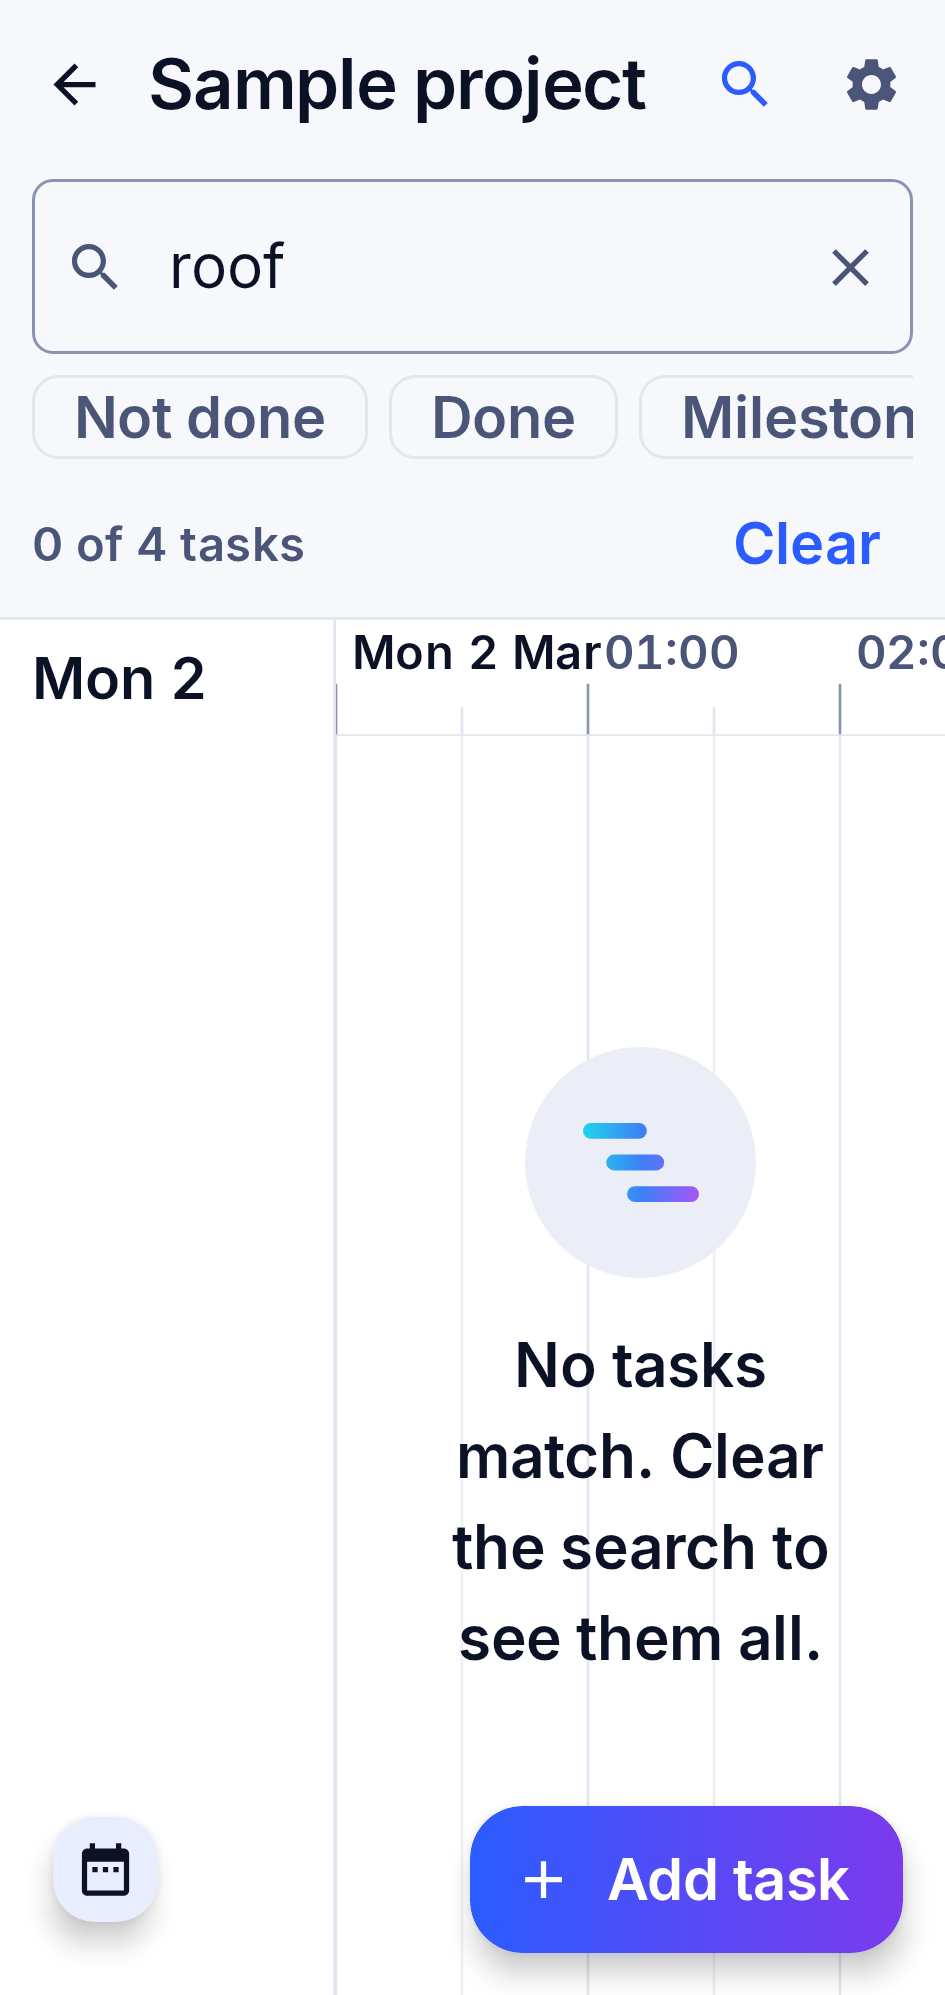 Sample project
roof
Not done
Done
Mileston
0 of 4 tasks
Clear
Mon 2
Mon 2 Mar
01:00
02:0
No tasks
match. Clear
the search to
see them all.
Add task